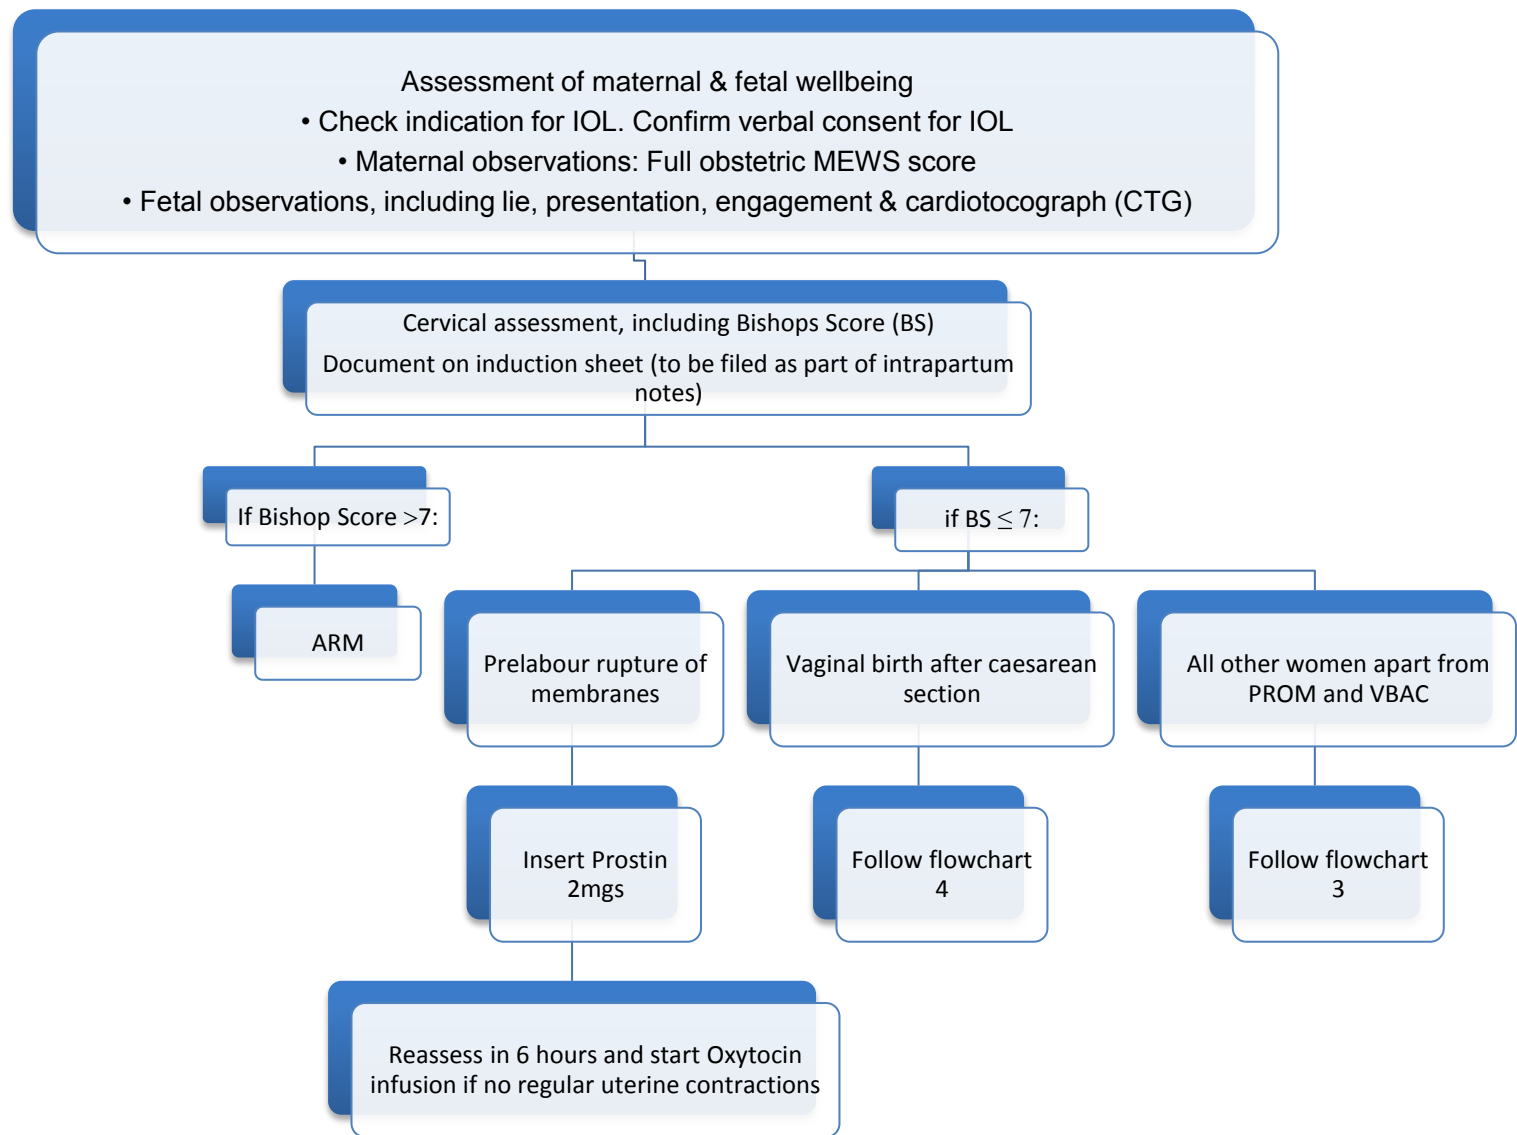 Assessment of maternal & fetal wellbeing
• Check indication for IOL. Confirm verbal consent for IOL
• Maternal observations: Full obstetric MEWS score
• Fetal observations, including lie, presentation, engagement & cardiotocograph (CTG)
Cervical assessment, including Bishops Score (BS)
Document on induction sheet (to be filed as part of intrapartum
notes)
If Bishop Score >7:
if BS ≤ 7:
ARM
Prelabour rupture of
membranes
Vaginal birth after caesarean
section
All other women apart from
PROM and VBAC
Insert Prostin
2mgs
Follow flowchart
4
Follow flowchart
3
Reassess in 6 hours and start Oxytocin
infusion if no regular uterine contractions